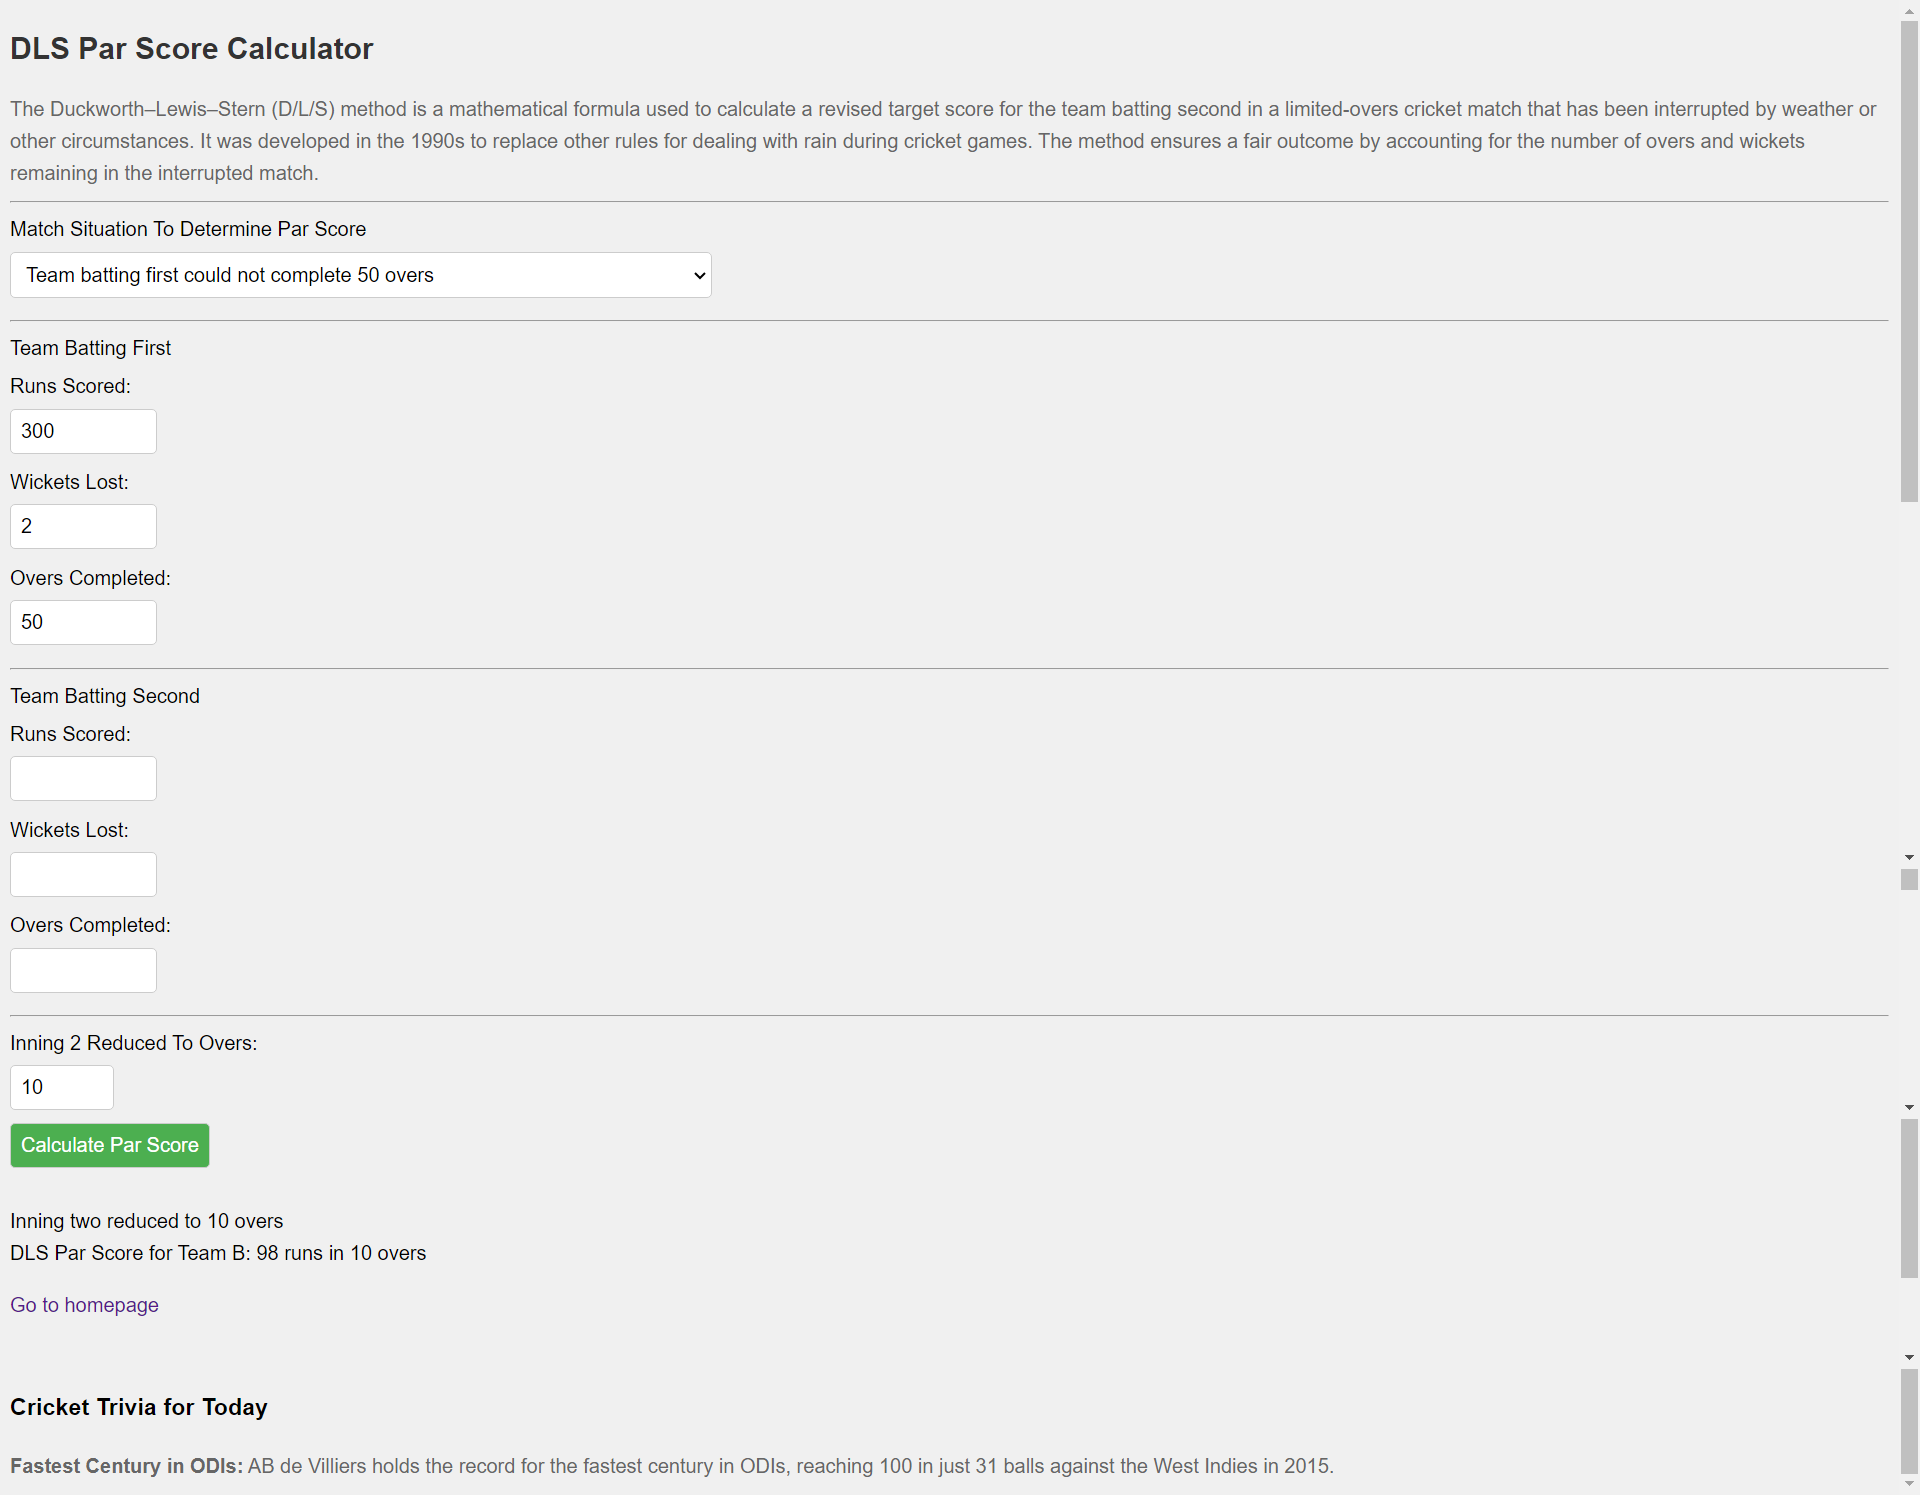 DLS Par Score Calculator
The Duckworth–Lewis–Stern (D/L/S) method is a mathematical formula used to calculate a revised target score for the team batting second in a limited-overs cricket match that has been interrupted by weather or
other circumstances. It was developed in the 1990s to replace other rules for dealing with rain during cricket games. The method ensures a fair outcome by accounting for the number of overs and wickets
remaining in the interrupted match.
Match Situation To Determine Par Score
Team batting first could not complete 50 overs
Team Batting First
Runs Scored:
300
Wickets Lost:
2
Overs Completed:
50
Team Batting Second
Runs Scored:
Wickets Lost:
Overs Completed:
Inning 2 Reduced To Overs:
10
Calculate Par Score
Inning two reduced to 10 overs
DLS Par Score for Team B: 98 runs in 10 overs
Go to homepage
Cricket Trivia for Today
Fastest Century in ODIs: AB de Villiers holds the record for the fastest century in ODIs, reaching 100 in just 31 balls against the West Indies in 2015.